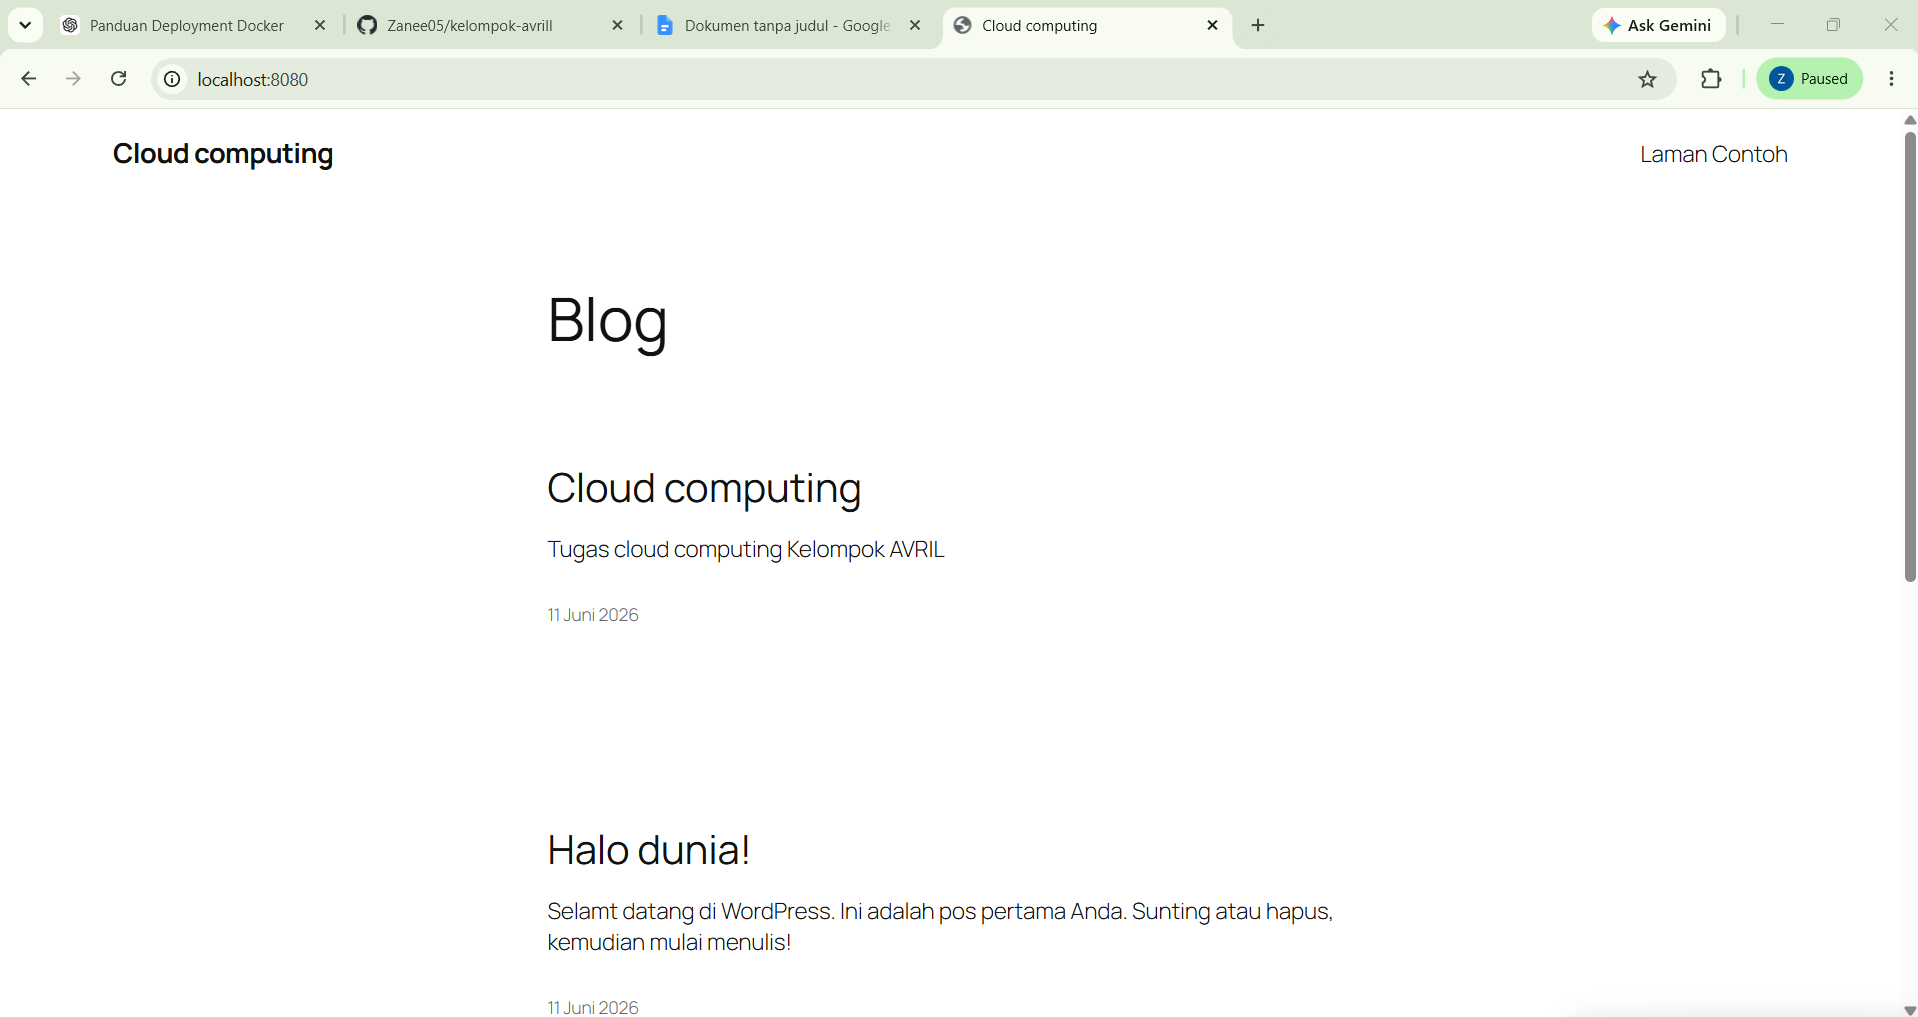 Panduan Deployment Docker
Zanee05/kelompok-avrill
Dokumen tanpa judul - Google
Cloud computing
Ask Gemini
localhost:8080
Z Paused
Cloud computing
Laman Contoh
Blog
Cloud computing
Tugas cloud computing Kelompok AVRIL
11 Juni 2026
Halo dunia!
Selamt datang di WordPress. Ini adalah pos pertama Anda. Sunting atau hapus,
kemudian mulai menulis!
11 Juni 2026